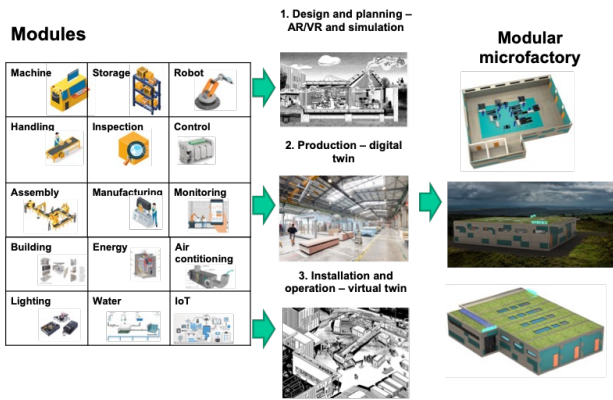 Modules
Machine
Storage
Robot
Handling
Inspection
Control
Assembly
Manufacturing
Monitoring
Building
Energy
Air
contitioning
Lighting
Water
IoT
1. Design and planning –
AR/VR and simulation
2. Production – digital
twin
3. Installation and
operation – virtual twin
Modular
microfactory